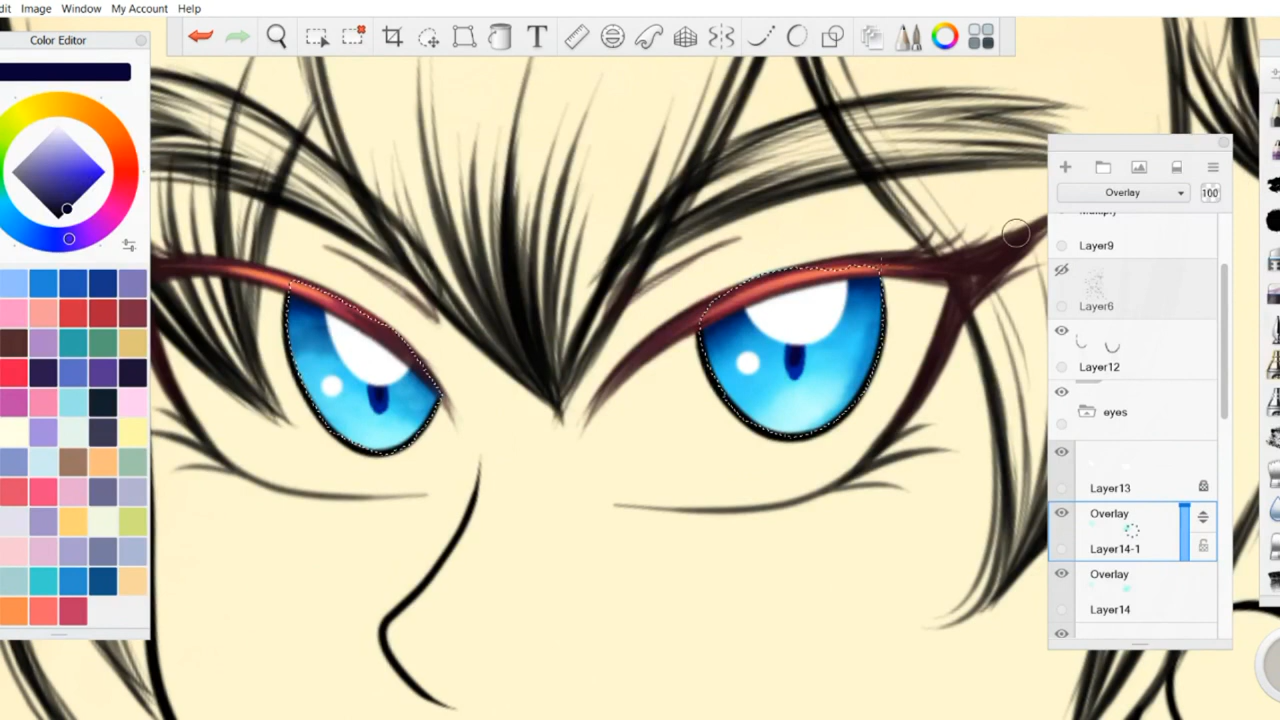 dit Image Window My Account Help
Color Editor
T
Overlay 100
Multiply
Layer9
Layer6
Layer12
eyes
Layer13
Overlay
Layer14-1
Overlay
Layer14